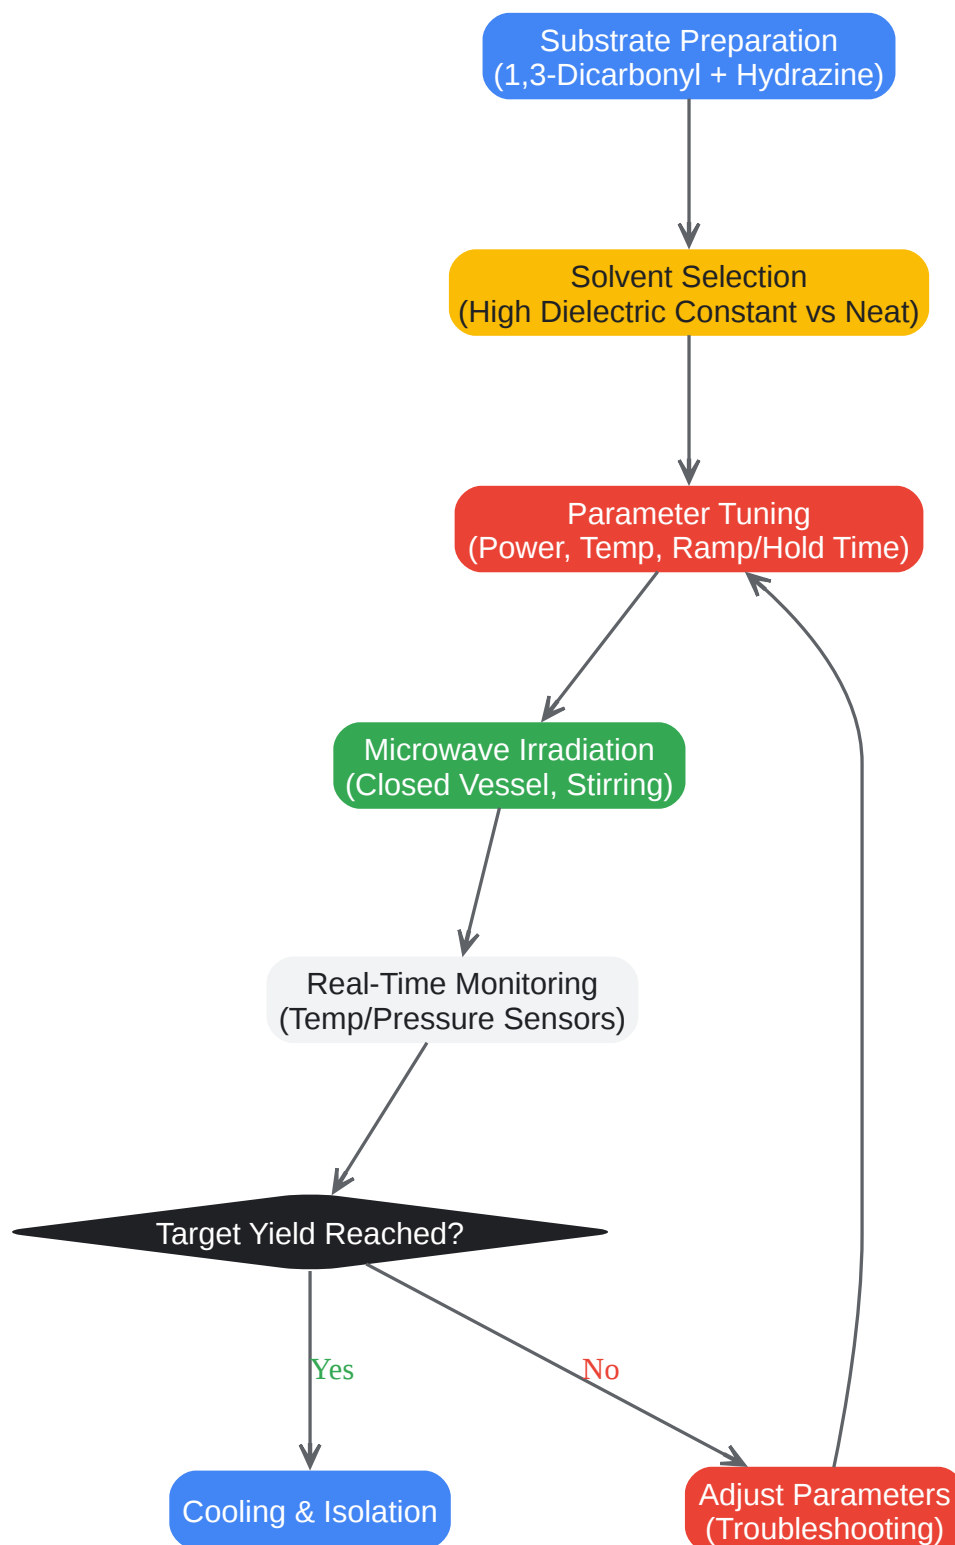 Substrate Preparation
(1,3-Dicarbonyl + Hydrazine)
Solvent Selection
(High Dielectric Constant vs Neat)
Parameter Tuning
(Power, Temp, Ramp/Hold Time)
Microwave Irradiation
(Closed Vessel, Stirring)
Real-Time Monitoring
(Temp/Pressure Sensors)
Target Yield Reached?
Yes
No
Cooling & Isolation
Adjust Parameters
(Troubleshooting)